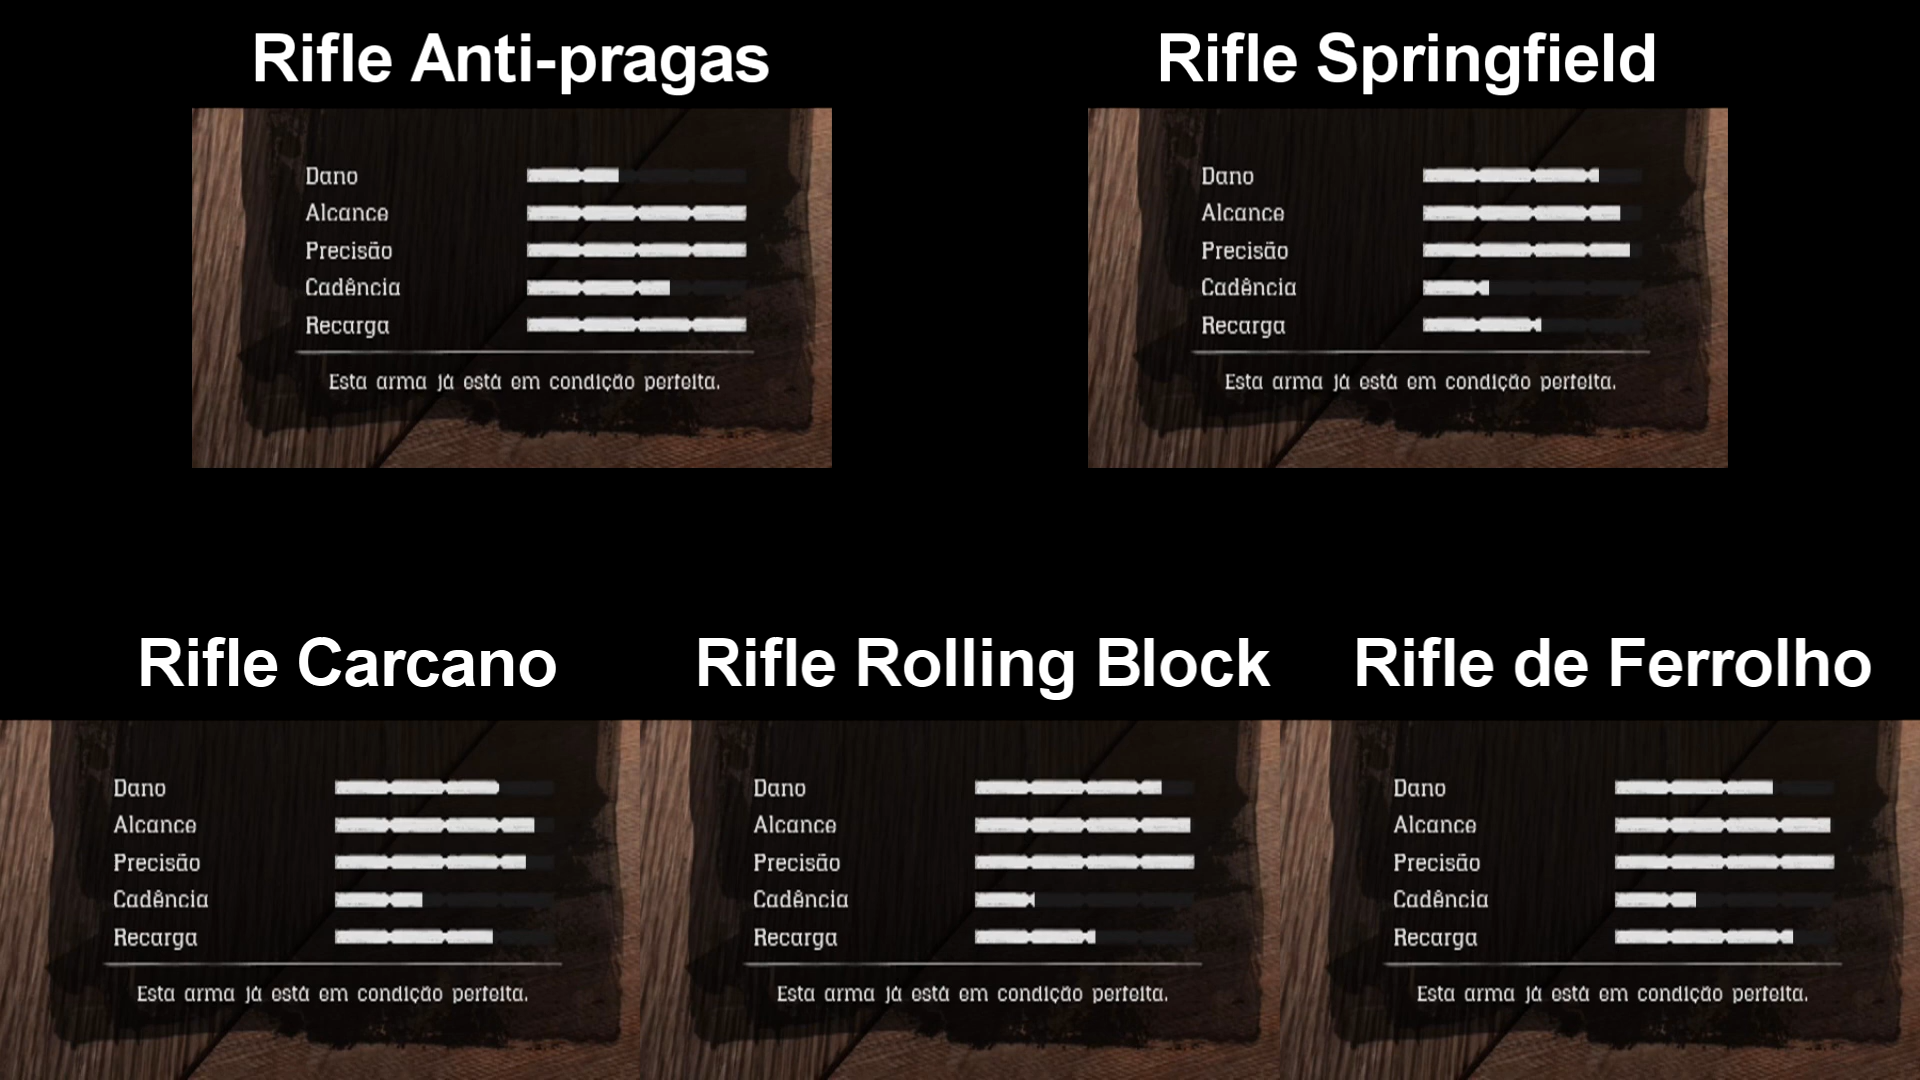 Rifle Anti-pragas
Dano
Alcance
Precisão
Cadência
Recarga
Esta arma já está em condição perfeita.
Rifle Springfield
Dano
Alcance
Precisão
Cadência
Recarga
Esta arma já está em condição perfeita.
Rifle Carcano
Dano
Alcance
Precisão
Cadência
Recarga
Esta arma já está em condição perfeita.
Rifle Rolling Block
Dano
Alcance
Precisão
Cadência
Recarga
Esta arma já está em condição perfeita.
Rifle de Ferrolho
Dano
Alcance
Precisão
Cadência
Recarga
Esta arma já está em condição perfeita.